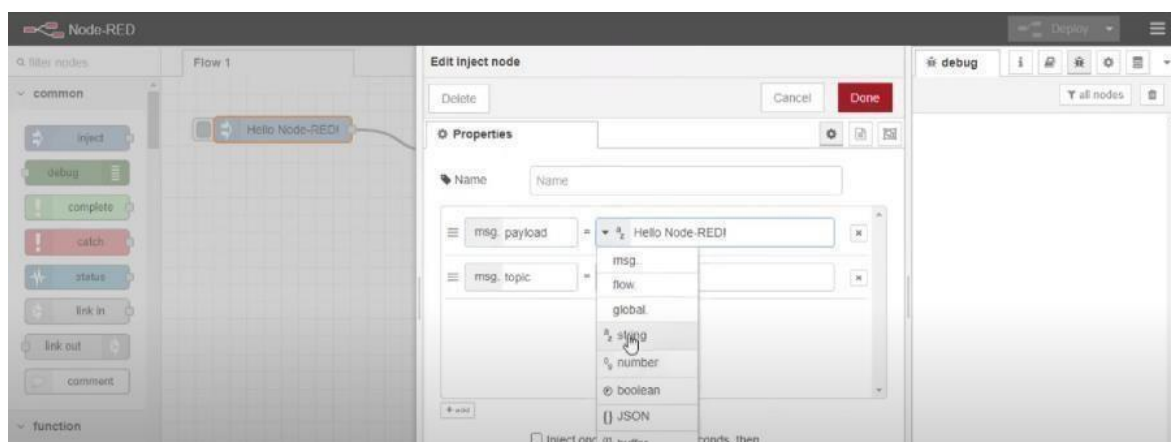 Node-RED
Deploy
filter nodes
Flow 1
Edit inject node
debug
common
Delete
Cancel
Done
all nodes
inject
Hello Node-RED!
Properties
debug
Name
Name
complete
msg. payload
=
Hello Node-RED!
catch
msg.
status
msg. topic
=
flow.
global.
link in
string
link out
number
comment
boolean
add
{} JSON
function
Inject once
buffer
conds, then